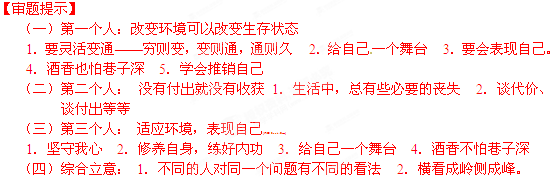 【审题提示】
（一）第一个人：改变环境可以改变生存状态
1．要灵活变通——穷则变，变则通，通则久　2．给自己一个舞台　3．要会表现自己。
4．酒香也怕巷子深　5．学会推销自己
（二）第二个人： 没有付出就没有收获 1．生活中，总有些必要的丧失　2．谈代价、
谈付出等等
（三）第三个人： 适应环境，表现自己……
1．坚守我心　2．修养自身，练好内功　3．给自己一个舞台　4．酒香不怕巷子深
（四）综合立意： 1．不同的人对同一个问题有不同的看法　2．横看成岭侧成峰。